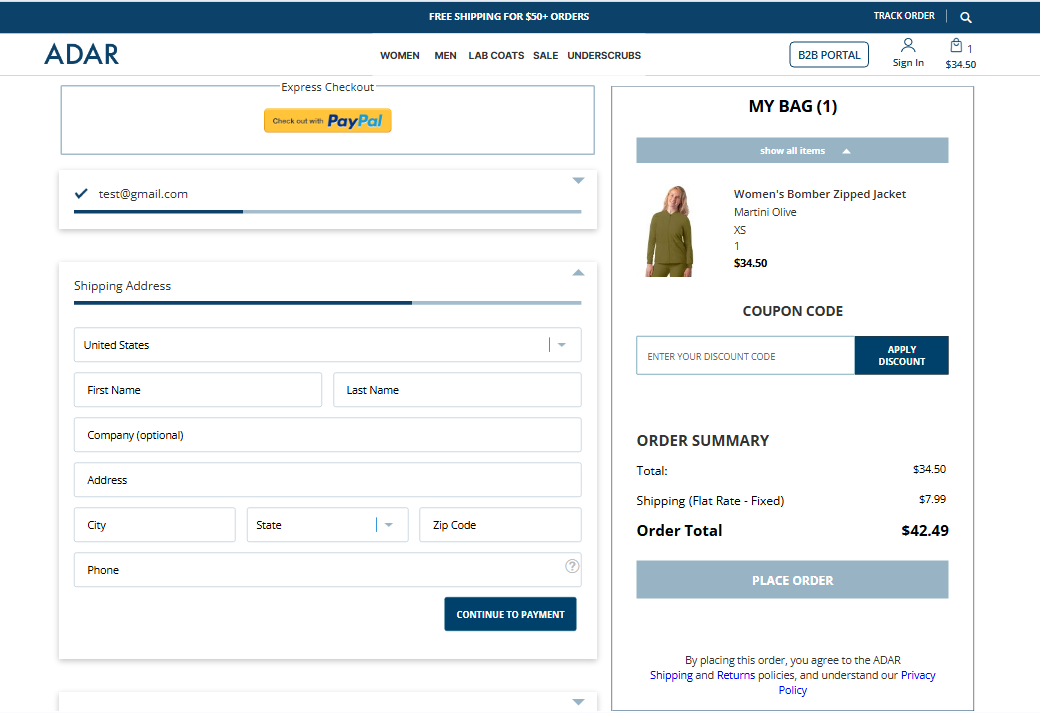 FREE SHIPPING FOR $50+ ORDERS
TRACK ORDER
ADAR
WOMEN MEN LAB COATS SALE UNDERSCRUBS
B2B PORTAL
Sign In
1
$34.50
Express Checkout
Check out with PayPal
test@gmail.com
Shipping Address
United States
First Name
Last Name
Company (optional)
Address
City
State
Zip Code
Phone
?
CONTINUE TO PAYMENT
MY BAG (1)
show all items
Women's Bomber Zipped Jacket
Martini Olive
XS
1
$34.50
COUPON CODE
ENTER YOUR DISCOUNT CODE
APPLY
DISCOUNT
ORDER SUMMARY
Total: $34.50
Shipping (Flat Rate - Fixed) $7.99
Order Total $42.49
PLACE ORDER
By placing this order, you agree to the ADAR
Shipping and Returns policies, and understand our Privacy
Policy